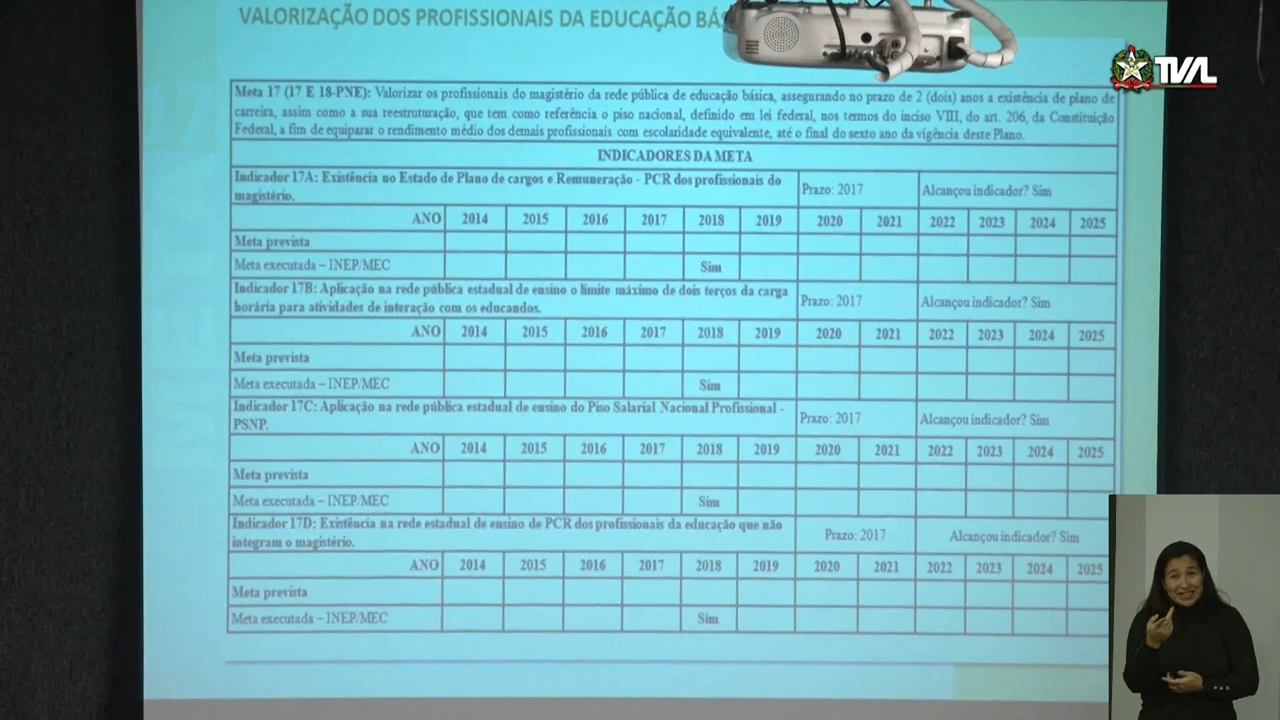 VALORIZAÇÃO DOS PROFISSIONAIS DA EDUCAÇÃO
TVAL
Meta 17 (17 E 18-PNE): Valorizar os profissionais do magistério da rede pública de educação básica, assegurando no prazo de 2 (dois) anos a existência de plano de
carreira, assim como a sua reestruturação, que tem como referência o piso nacional, definido em lei federal, nos termos do inciso VIII, do art. 206, da Constituição
Federal, a fim de equiparar o rendimento médio dos demais profissionais com escolaridade equivalente, até o final do sexto ano da vigência deste Plano.
INDICADORES DA META
Indicador 17A: Existência no Estado de Plano de cargos e Remuneração - PCR dos profissionais do
magistério.
Prazo: 2017
Alcançou indicador? Sim
ANO 2014 2015 2016 2017 2018 2019 2020 2021 2022 2023 2024 2025
Meta prevista
Meta executada – INEP/MEC Sim
Indicador 17B: Aplicação na rede pública estadual de ensino o limite máximo de dois terços da carga
horária para atividades de interação com os educandos.
Prazo: 2017
Alcançou indicador? Sim
ANO 2014 2015 2016 2017 2018 2019 2020 2021 2022 2023 2024 2025
Meta prevista
Meta executada – INEP/MEC Sim
Indicador 17C: Aplicação na rede pública estadual de ensino do Piso Salarial Nacional Profissional -
PSNP.
Prazo: 2017
Alcançou indicador? Sim
ANO 2014 2015 2016 2017 2018 2019 2020 2021 2022 2023 2024 2025
Meta prevista
Meta executada – INEP/MEC Sim
Indicador 17D: Existência na rede estadual de ensino de PCR dos profissionais da educação que não
integram o magistério.
Prazo: 2017
Alcançou indicador? Sim
ANO 2014 2015 2016 2017 2018 2019 2020 2021 2022 2023 2024 2025
Meta prevista
Meta executada – INEP/MEC Sim